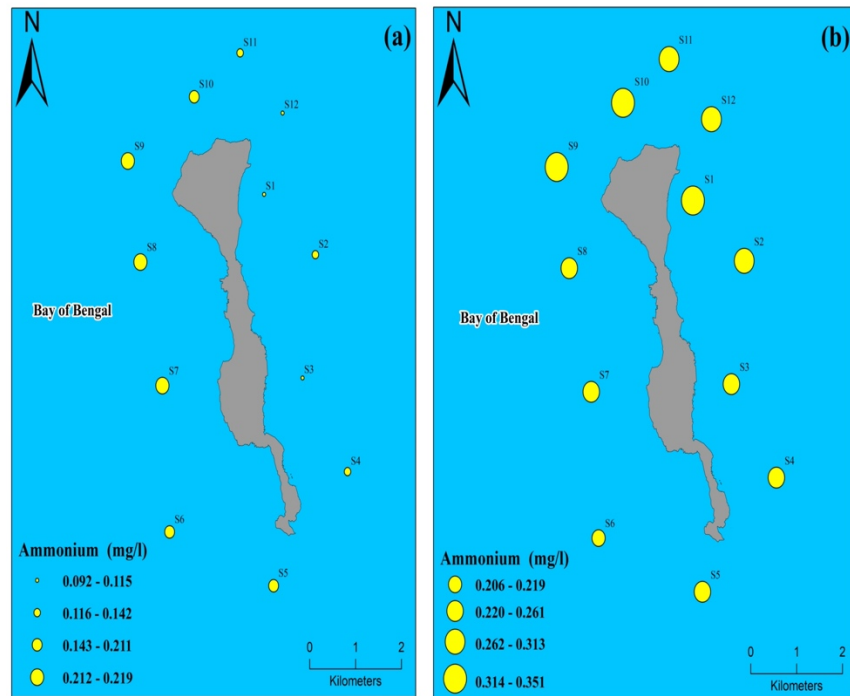 N
(a)
S11
S10
S12
S9
S1
S2
S8
Bay of Bengal
S7
S3
S4
S6
S5
Ammonium (mg/l)
0.092 - 0.115
0.116 - 0.142
0.143 - 0.211
0.212 - 0.219
0 1 2
Kilometers
N
(b)
S11
S10
S12
S9
S1
S2
S8
Bay of Bengal
S7
S3
S4
S6
S5
Ammonium (mg/l)
0.206 - 0.219
0.220 - 0.261
0.262 - 0.313
0.314 - 0.351
0 1 2
Kilometers